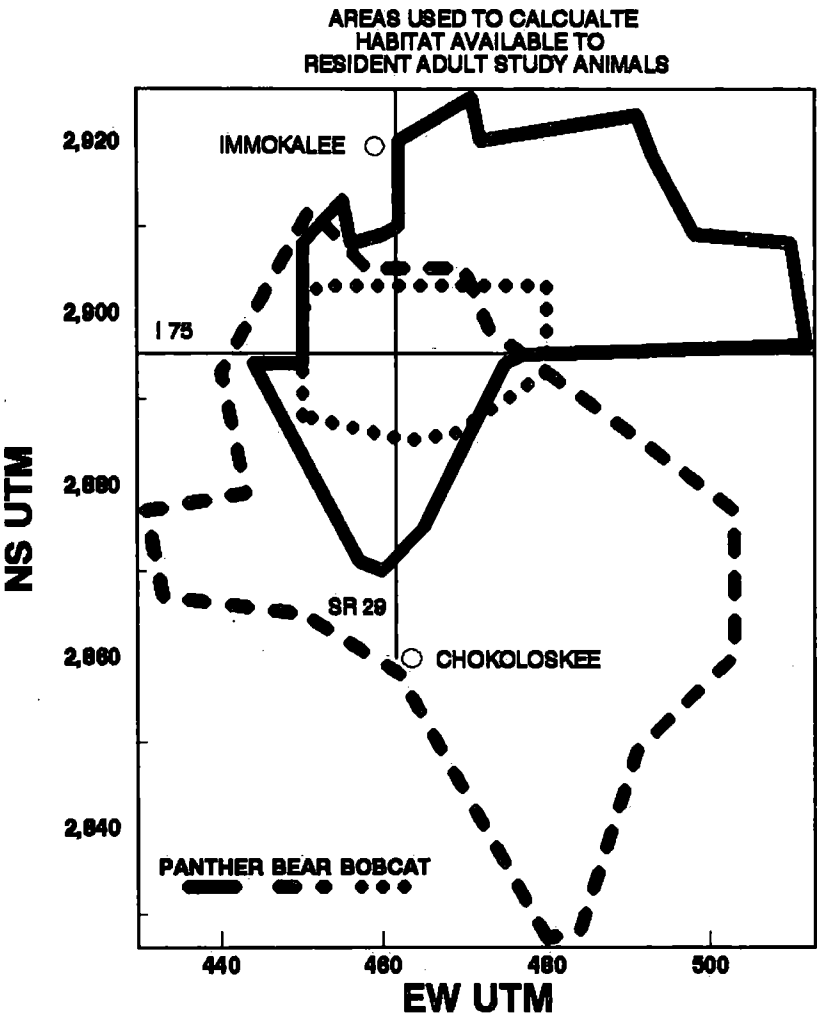 AREAS USED TO CALCUALTE
HABITAT AVAILABLE TO
RESIDENT ADULT STUDY ANIMALS
2,920
IMMOKALEE
2,900
I 75
2,880
NS UTM
SR 29
2,860
CHOKOLOSKEE
2,840
PANTHER BEAR BOBCAT
440 460 480 500
EW UTM